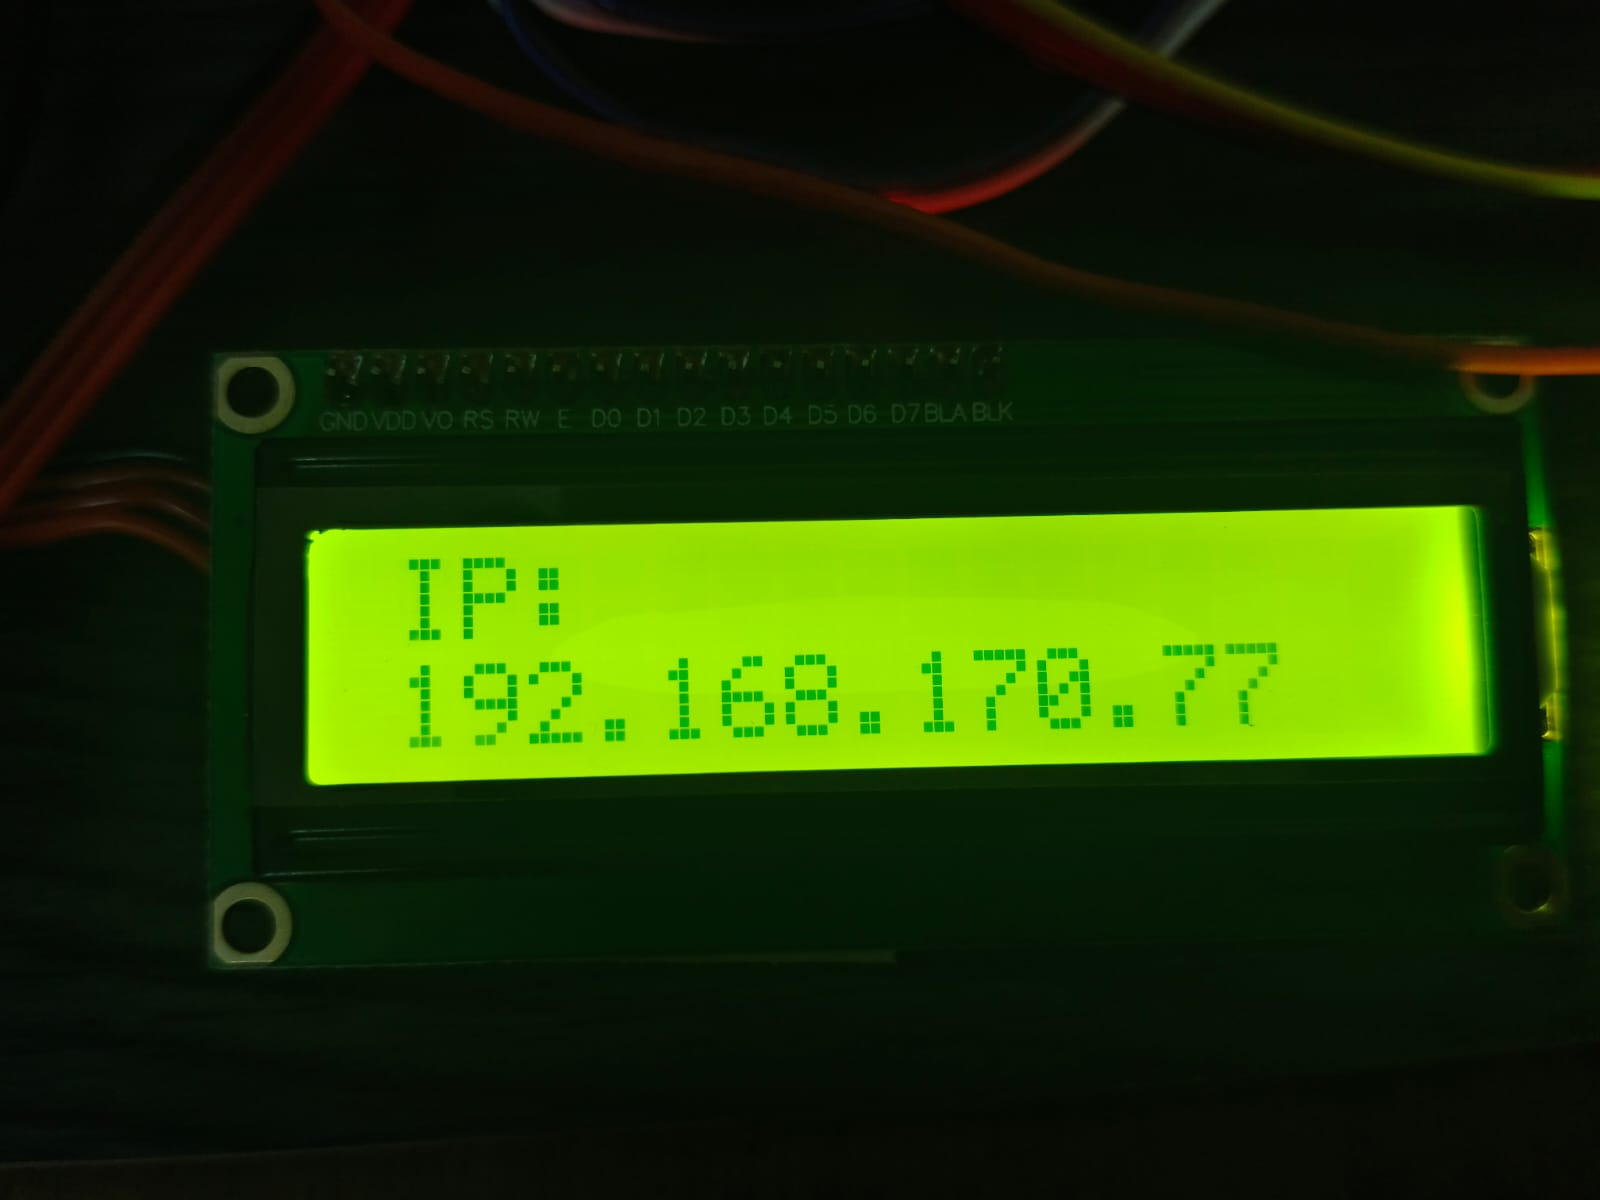 GND VDD VO RS RW E D0 D1 D2 D3 D4 D5 D6 D7 BLA BLK
IP:
192.168.170.77